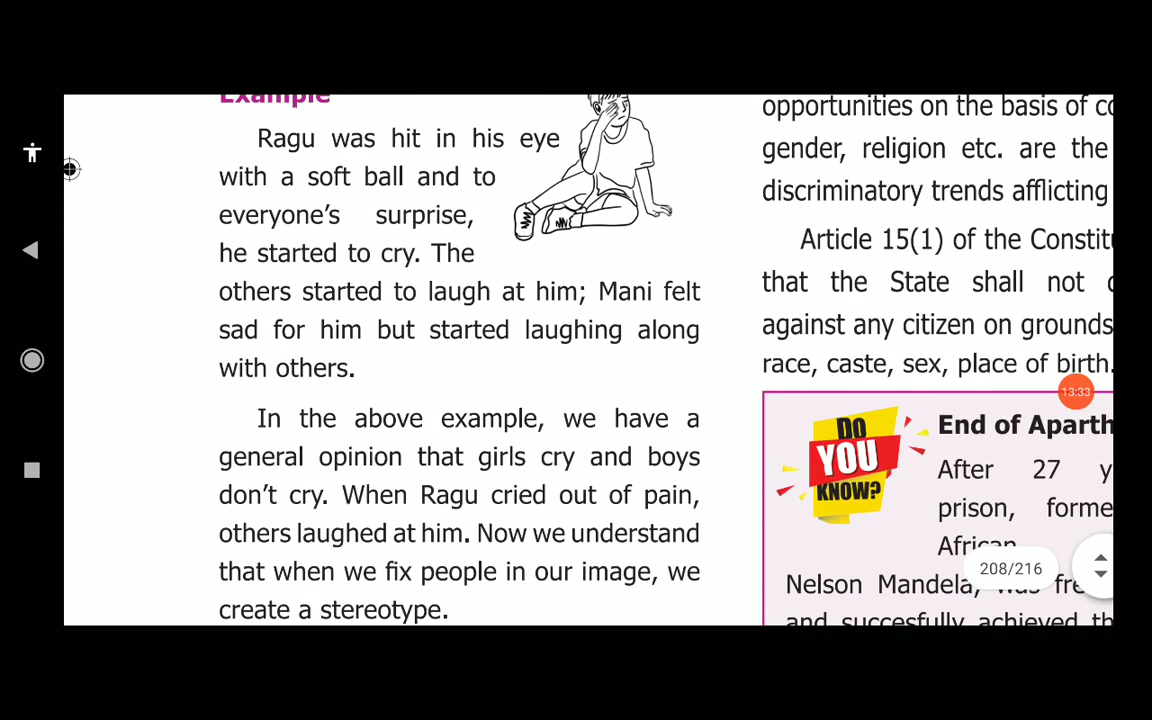 Example
Ragu was hit in his eye
with a soft ball and to
everyone's surprise,
he started to cry. The
others started to laugh at him; Mani felt
sad for him but started laughing along
with others.
In the above example, we have a
general opinion that girls cry and boys
don't cry. When Ragu cried out of pain,
others laughed at him. Now we understand
that when we fix people in our image, we
create a stereotype.
opportunities on the basis of
gender, religion etc. are the
discriminatory trends afflicting
Article 15(1) of the
that the State shall not
against any citizen on grounds
race, caste, sex, place of birth.
13:33
DO
YOU
KNOW?
End of
After 27
prison,
African
Nelson Mandela, was
and succesfully achieved
208/216